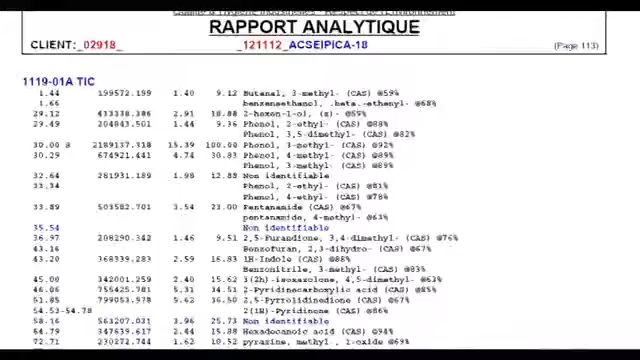 RAPPORT ANALYTIQUE
CLIENT:_02918_ _121112_ACSEIPICA-18 (Page 113)
1119-01A TIC
1.44 199572.199 1.40 9.12 Butanal, 3-methyl- (CAS) @59%
1.66 benzeneethanol, .beta.-ethenyl- @68%
29.12 413338.386 2.91 18.88 2-hexen-1-ol, (z)- @59%
29.49 204843.501 1.44 9.36 Phenol, 2-ethyl- (CAS) @88%
Phenol, 3,5-dimethyl- (CAS) @82%
30.00 S 2189137.318 15.39 100.00 Phenol, 3-methyl- (CAS) @92%
30.29 674921.441 4.74 30.83 Phenol, 4-methyl- (CAS) @89%
Phenol, 3-methyl- (CAS) @89%
32.64 281931.189 1.98 12.88 Non identifiable
33.34 Phenol, 2-ethyl- (CAS) @81%
Phenol, 4-ethyl- (CAS) @78%
33.89 503582.701 3.54 23.00 Pentanamide (CAS) @67%
pentanamide, 4-methyl- @63%
35.54 Non identifiable
36.97 208290.342 1.46 9.51 2,5-Furandione, 3,4-dimethyl- (CAS) @76%
43.16 Benzofuran, 2,3-dihydro- (CAS) @67%
43.20 368339.283 2.59 16.83 1H-Indole (CAS) @88%
Benzonitrile, 3-methyl- (CAS) @83%
45.00 342001.259 2.40 15.62 3(2h)-isoxazolone, 4,5-dimethyl- @63%
46.06 755425.781 5.31 34.51 2-Pyridinecarboxylic acid (CAS) @85%
51.85 799053.978 5.62 36.50 2,5-Pyrrolidinedione (CAS) @67%
54.53-54.78 2(1H)-Pyridinone (CAS) @86%
58.16 563207.031 3.96 25.73 Non identifiable
64.79 347639.617 2.44 15.88 Hexadecanoic acid (CAS) @94%
72.71 230272.744 1.62 10.52 pyrazine, methyl-, 1-oxide @69%